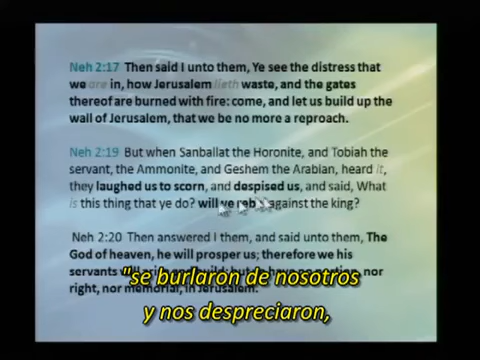 Neh 2:17 Then said I unto them, Ye see the distress that
we are in, how Jerusalem lieth waste, and the gates
thereof are burned with fire: come, and let us build up the
wall of Jerusalem, that we be no more a reproach.
Neh 2:19 But when Sanballat the Horonite, and Tobiah the
servant, the Ammonite, and Geshem the Arabian, heard it,
they laughed us to scorn, and despised us, and said, What
is this thing that ye do? will ye against the king?
Neh 2:20 Then answered I them, and said unto them, The
God of heaven, he will prosper us; therefore we his
servants nor
right, nor in Jerusalem.
"se burlaron de nosotros
y nos despreciaron,